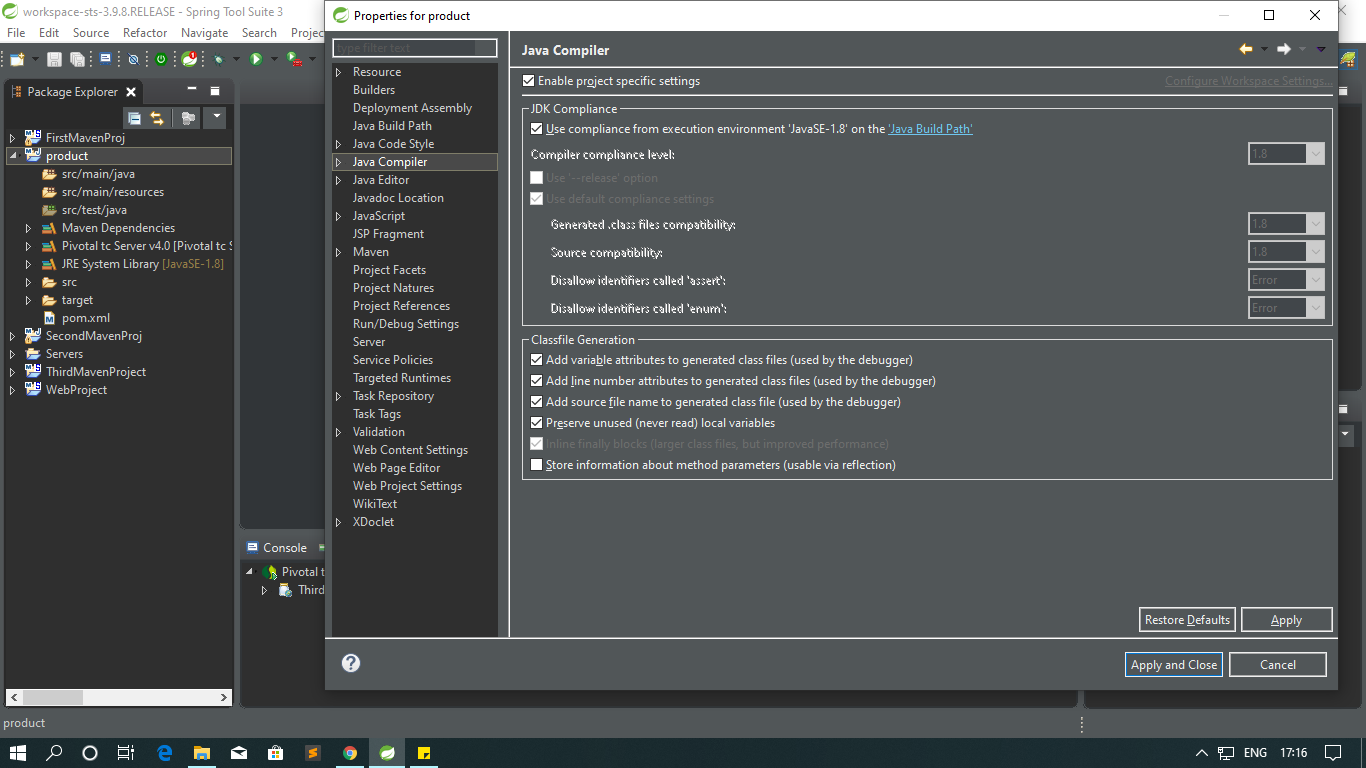 workspace-sts-3.9.8.RELEASE - Spring Tool Suite 3
File Edit Source Refactor Navigate Search Projec
Package Explorer
FirstMavenProj
product
src/main/java
src/main/resources
src/test/java
Maven Dependencies
Pivotal tc Server v4.0 [Pivotal tc S
JRE System Library [JavaSE-1.8]
src
target
pom.xml
SecondMavenProj
Servers
ThirdMavenProject
WebProject
Console
Pivotal t
Third
product
Properties for product
type filter text
Resource
Builders
Deployment Assembly
Java Build Path
Java Code Style
Java Compiler
Java Editor
Javadoc Location
JavaScript
JSP Fragment
Maven
Project Facets
Project Natures
Project References
Run/Debug Settings
Server
Service Policies
Targeted Runtimes
Task Repository
Task Tags
Validation
Web Content Settings
Web Page Editor
Web Project Settings
WikiText
XDoclet
Java Compiler
Enable project specific settings
Configure Workspace Settings...
JDK Compliance
Use compliance from execution environment 'JavaSE-1.8' on the 'Java Build Path'
Compiler compliance level: 1.8
Use '--release' option
Use default compliance settings
Generated .class files compatibility: 1.8
Source compatibility: 1.8
Disallow identifiers called 'assert': Error
Disallow identifiers called 'enum': Error
Classfile Generation
Add variable attributes to generated class files (used by the debugger)
Add line number attributes to generated class files (used by the debugger)
Add source file name to generated class file (used by the debugger)
Preserve unused (never read) local variables
Inline finally blocks (larger class files, but improved performance)
Store information about method parameters (usable via reflection)
Restore Defaults Apply
Apply and Close Cancel
ENG 17:16